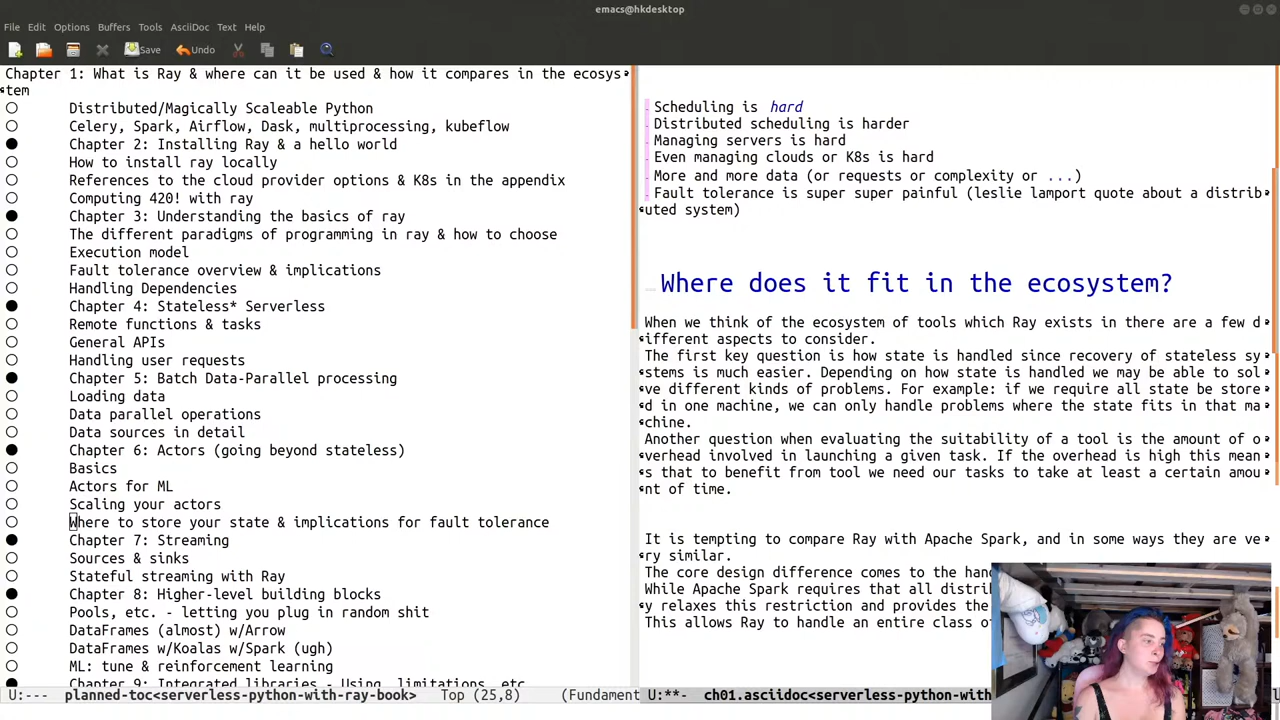 emacs@hkdesktop
File Edit Options Buffers Tools AsciiDoc Text Help
Save Undo
Chapter 1: What is Ray & where can it be used & how it compares in the ecosys
tem
Distributed/Magically Scaleable Python
Celery, Spark, Airflow, Dask, multiprocessing, kubeflow
Chapter 2: Installing Ray & a hello world
How to install ray locally
References to the cloud provider options & K8s in the appendix
Computing 420! with ray
Chapter 3: Understanding the basics of ray
The different paradigms of programming in ray & how to choose
Execution model
Fault tolerance overview & implications
Handling Dependencies
Chapter 4: Stateless* Serverless
Remote functions & tasks
General APIs
Handling user requests
Chapter 5: Batch Data-Parallel processing
Loading data
Data parallel operations
Data sources in detail
Chapter 6: Actors (going beyond stateless)
Basics
Actors for ML
Scaling your actors
Where to store your state & implications for fault tolerance
Chapter 7: Streaming
Sources & sinks
Stateful streaming with Ray
Chapter 8: Higher-level building blocks
Pools, etc. - letting you plug in random shit
DataFrames (almost) w/Arrow
DataFrames w/Koalas w/Spark (ugh)
ML: tune & reinforcement learning
Chapter 9: Integrated libraries - Using, limitations, etc
U:--- planned-toc<serverless-python-with-ray-book> Top (25,8) (Fundament
. Scheduling is hard
. Distributed scheduling is harder
. Managing servers is hard
. Even managing clouds or K8s is hard
. More and more data (or requests or complexity or ...)
. Fault tolerance is super super painful (leslie lamport quote about a distrib
uted system)
== Where does it fit in the ecosystem?
When we think of the ecosystem of tools which Ray exists in there are a few d
ifferent aspects to consider.
The first key question is how state is handled since recovery of stateless sy
stems is much easier. Depending on how state is handled we may be able to sol
ve different kinds of problems. For example: if we require all state be store
d in one machine, we can only handle problems where the state fits in that ma
chine.
Another question when evaluating the suitability of a tool is the amount of o
verhead involved in launching a given task. If the overhead is high this mean
s that to benefit from tool we need our tasks to take at least a certain amou
nt of time.
It is tempting to compare Ray with Apache Spark, and in some ways they are ve
ry similar.
The core design difference comes to the hand
While Apache Spark requires that all distri
y relaxes this restriction and provides the
This allows Ray to handle an entire class o
U:**- ch01.asciidoc<serverless-python-with